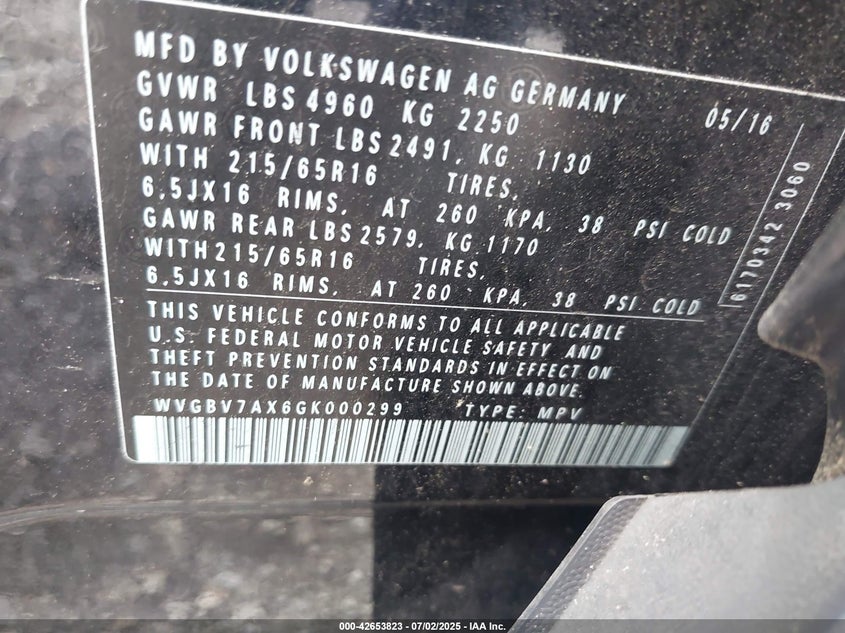 MFD BY VOLKSWAGEN AG GERMANY 05/16
GVWR LBS 4960 KG 2250
GAWR FRONT LBS 2491, KG 1130
WITH 215/65R16 TIRES,
6.5JX16 RIMS, AT 260 KPA, 38 PSI COLD
GAWR REAR LBS 2579, KG 1170
WITH 215/65R16 TIRES,
6.5JX16 RIMS, AT 260 KPA, 38 PSI COLD
THIS VEHICLE CONFORMS TO ALL APPLICABLE
U.S. FEDERAL MOTOR VEHICLE SAFETY AND
THEFT PREVENTION STANDARDS IN EFFECT ON
THE DATE OF MANUFACTURE SHOWN ABOVE.
WVGBV7AX6GK000299 TYPE: MPV
6170342 3060
000-42653823 - 07/02/2025 - IAA Inc.